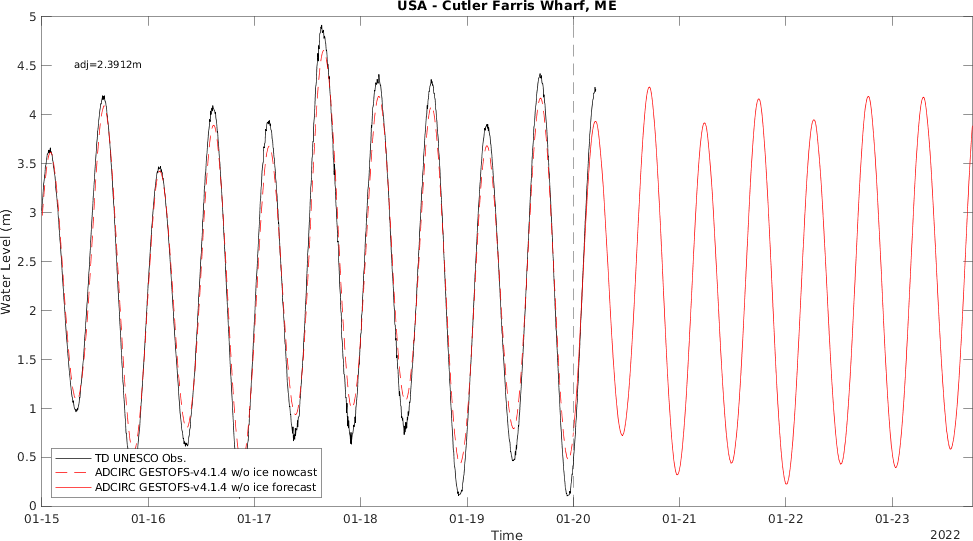 USA - Cutler Farris Wharf, ME
adj=2.3912m
Water Level (m)
5
4.5
4
3.5
3
2.5
2
1.5
1
0.5
0
TD UNESCO Obs.
ADCIRC GESTOFS-v4.1.4 w/o ice nowcast
ADCIRC GESTOFS-v4.1.4 w/o ice forecast
01-15 01-16 01-17 01-18 01-19 01-20 01-21 01-22 01-23
Time
2022